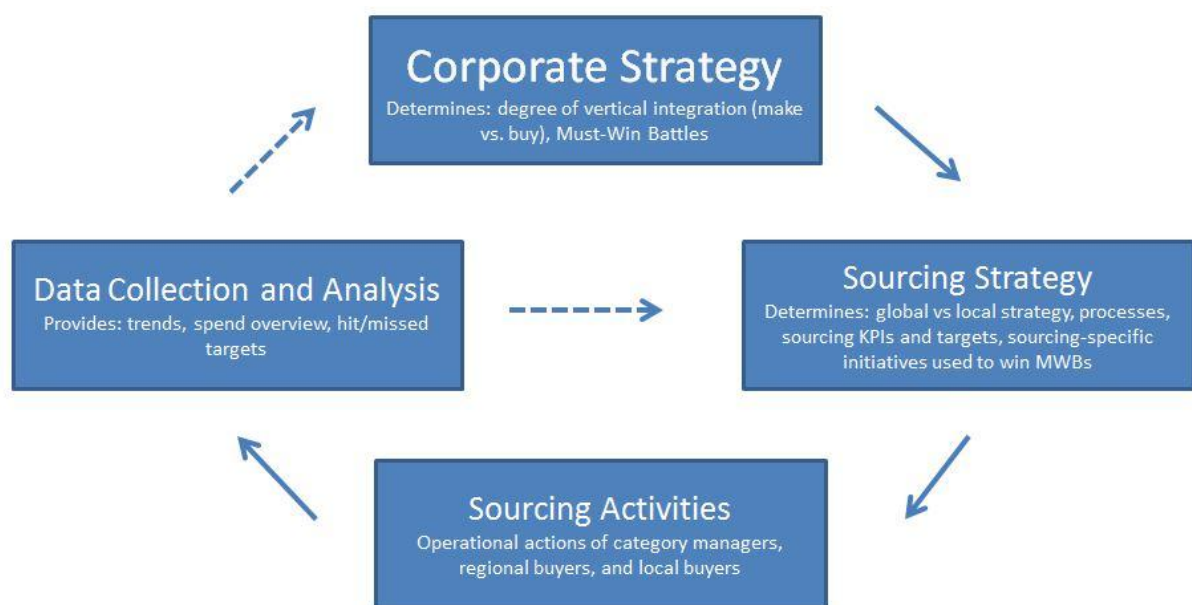 Corporate Strategy
Determines: degree of vertical integration (make
vs. buy), Must-Win Battles
Data Collection and Analysis
Provides: trends, spend overview, hit/missed
targets
Sourcing Strategy
Determines: global vs local strategy, processes,
sourcing KPIs and targets, sourcing-specific
initiatives used to win MWBs
Sourcing Activities
Operational actions of category managers,
regional buyers, and local buyers